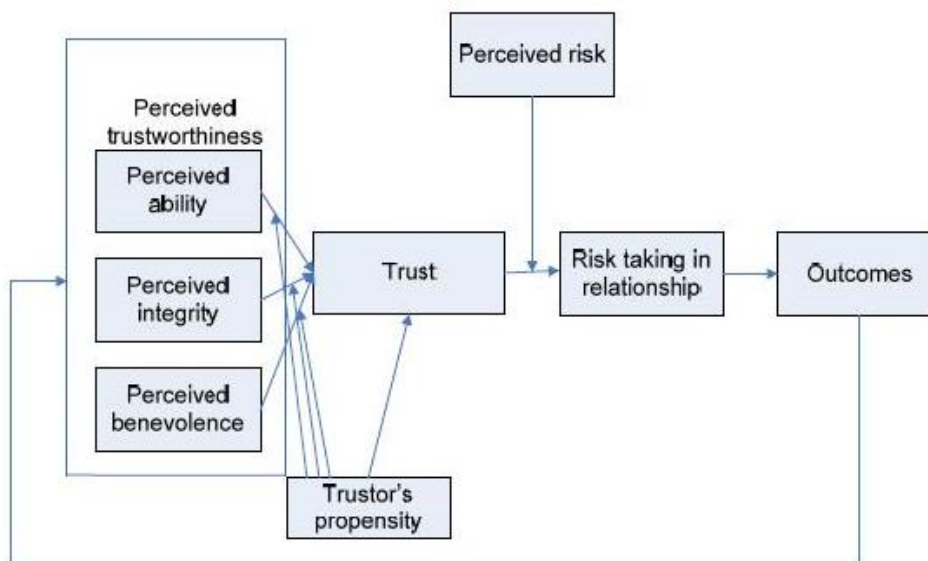 Perceived risk
Perceived
trustworthiness
Perceived
ability
Perceived
integrity
Perceived
benevolence
Trust
Risk taking in
relationship
Outcomes
Trustor's
propensity